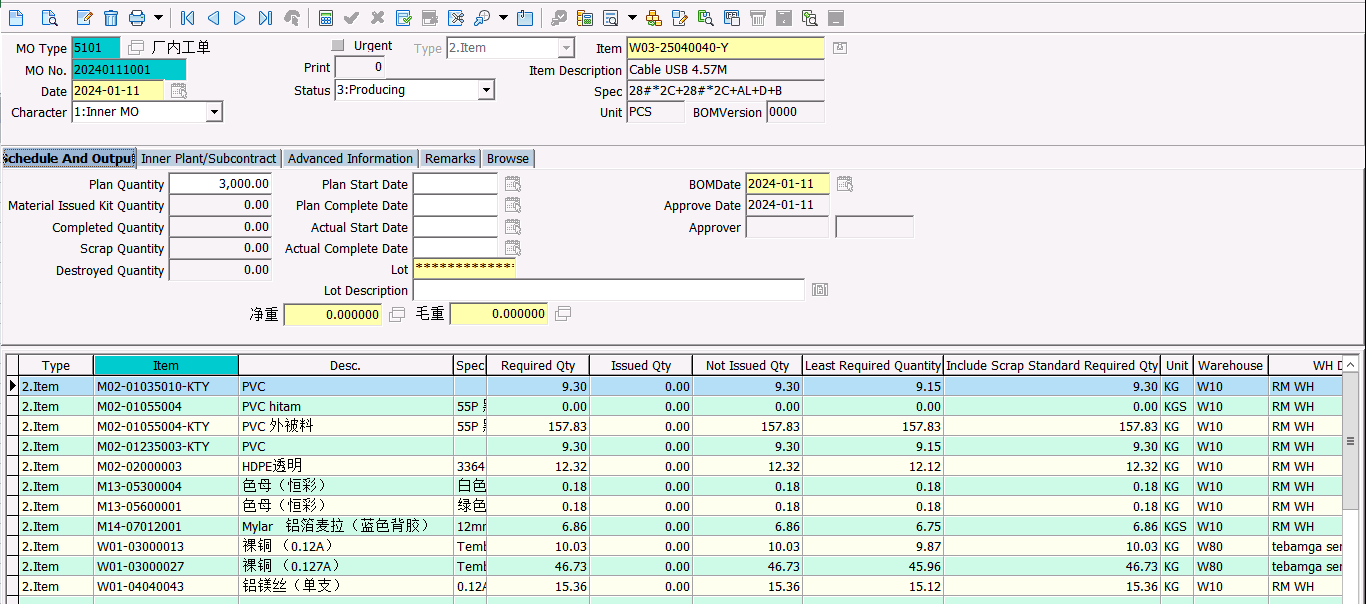 MO Type 5101 厂内工单 Urgent Type 2.Item Item W03-25040040-Y
MO No. 20240111001 Print 0 Item Description Cable USB 4.57M
Date 2024-01-11 Status 3:Producing Spec 28#*2C+28#*2C+AL+D+B
Character 1:Inner MO Unit PCS BOMVersion 0000
Schedule And Output Inner Plant/Subcontract Advanced Information Remarks Browse
Plan Quantity 3,000.00 Plan Start Date BOMDate 2024-01-11
Material Issued Kit Quantity 0.00 Plan Complete Date Approve Date 2024-01-11
Completed Quantity 0.00 Actual Start Date Approver
Scrap Quantity 0.00 Actual Complete Date
Destroyed Quantity 0.00 Lot *************
Lot Description
净重 0.000000 毛重 0.000000
Type Item Desc. Spec Required Qty Issued Qty Not Issued Qty Least Required Quantity Include Scrap Standard Required Qty Unit Warehouse WH D
2.Item M02-01035010-KTY PVC 9.30 0.00 9.30 9.15 9.30 KG W10 RM WH
2.Item M02-01055004 PVC hitam 55P 0.00 0.00 0.00 0.00 0.00 KGS W10 RM WH
2.Item M02-01055004-KTY PVC 外被料 55P 157.83 0.00 157.83 157.83 157.83 KG W10 RM WH
2.Item M02-01235003-KTY PVC 9.30 0.00 9.30 9.15 9.30 KG W10 RM WH
2.Item M02-02000003 HDPE透明 3364 12.32 0.00 12.32 12.12 12.32 KG W10 RM WH
2.Item M13-05300004 色母（恒彩） 白色 0.18 0.00 0.18 0.18 0.18 KG W10 RM WH
2.Item M13-05600001 色母（恒彩） 绿色 0.18 0.00 0.18 0.18 0.18 KG W10 RM WH
2.Item M14-07012001 Mylar 铝箔麦拉（蓝色背胶） 12mm 6.86 0.00 6.86 6.75 6.86 KGS W10 RM WH
2.Item W01-03000013 裸铜 （0.12A） Temb 10.03 0.00 10.03 9.87 10.03 KG W80 tebamga ser
2.Item W01-03000027 裸铜 （0.127A） Temb 46.73 0.00 46.73 45.96 46.73 KG W80 tebamga ser
2.Item W01-04040043 铝镁丝（单支） 0.12A 15.36 0.00 15.36 15.12 15.36 KG W10 RM WH